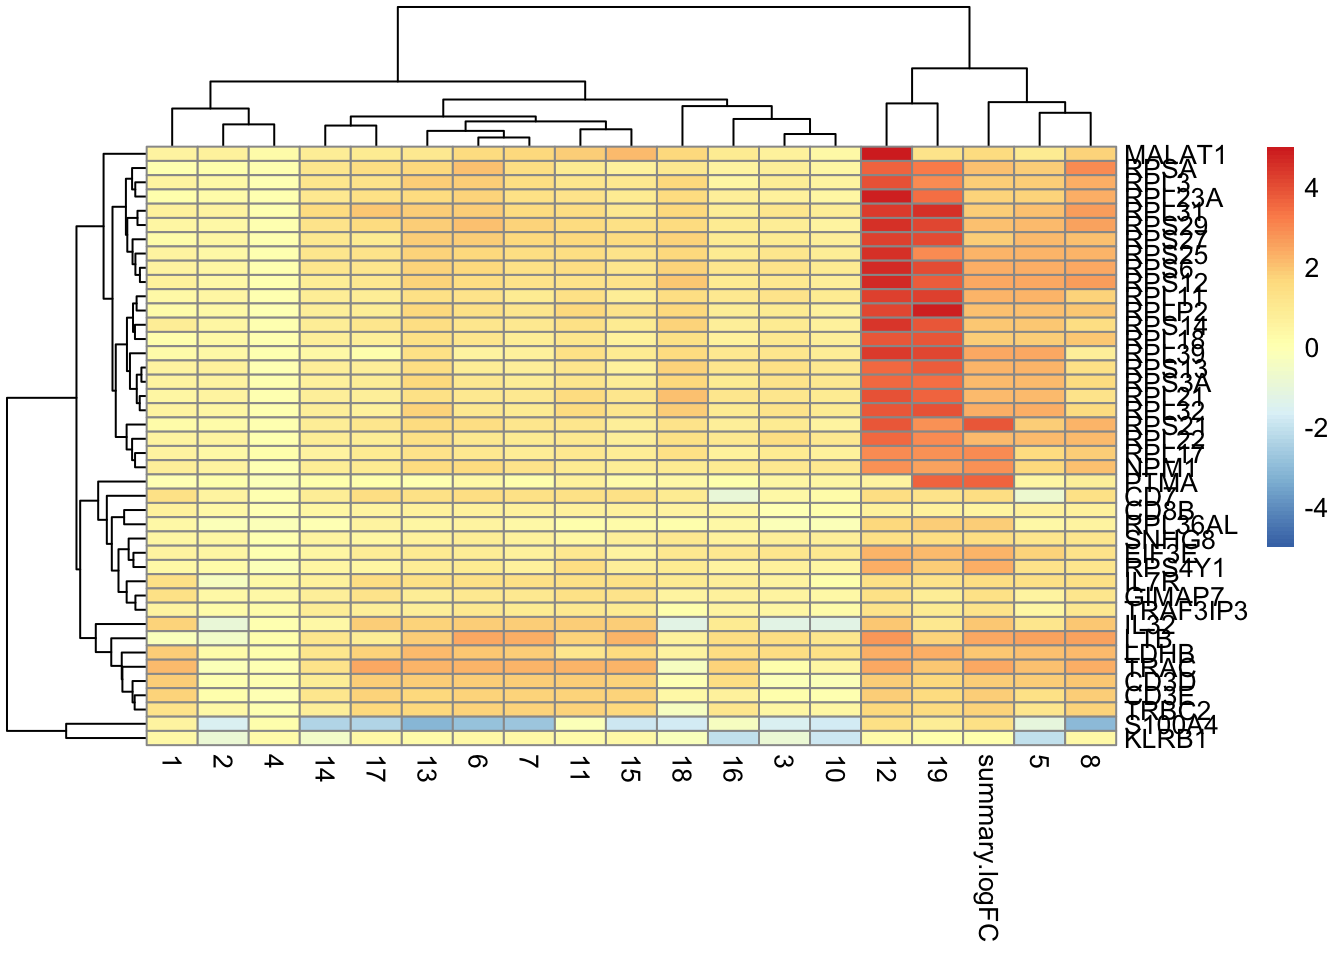 MALAT1
RPSA
RPL3
RPL23A
RPL31
RPS29
RPS27
RPS25
RPS6
RPS12
RPL11
RPLP2
RPS14
RPL18
RPL39
RPS13
RPS3A
RPL21
RPL32
RPS21
RPL22
RPL17
NPM1
PTMA
CD7
CD8B
RPL36AL
SNHG8
EIF3E
RPS4Y1
IL7R
GIMAP7
TRAF3IP3
IL32
LTB
LDHB
TRAC
CD3D
CD3E
TRBC2
S100A4
KLRB1
4
2
0
-2
-4
1 2 4 14 17 13 6 7 11 15 18 16 3 10 12 19 summary.logFC 5 8